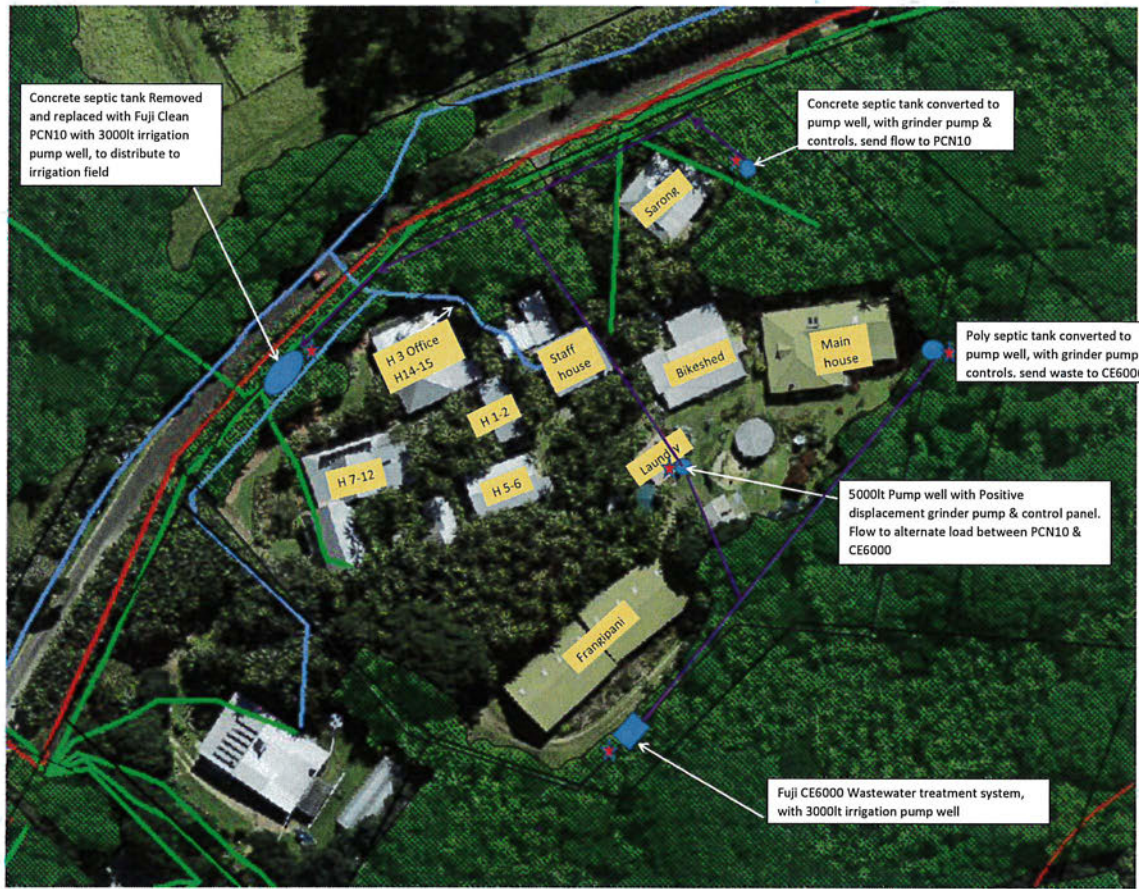 Concrete septic tank Removed
and replaced with Fuji Clean
PCN10 with 3000lt irrigation
pump well, to distribute to
irrigation field
Concrete septic tank converted to
pump well, with grinder pump &
controls. send flow to PCN10
Sarong
Poly septic tank converted to
pump well, with grinder pump
controls. send waste to CE6000
H 3 Office
H14-15
Staff
house
Bikeshed
Main
house
H 1-2
H 7-12
H 5-6
Laundry
5000lt Pump well with Positive
displacement grinder pump & control panel.
Flow to alternate load between PCN10 &
CE6000
Frangipani
Fuji CE6000 Wastewater treatment system,
with 3000lt irrigation pump well